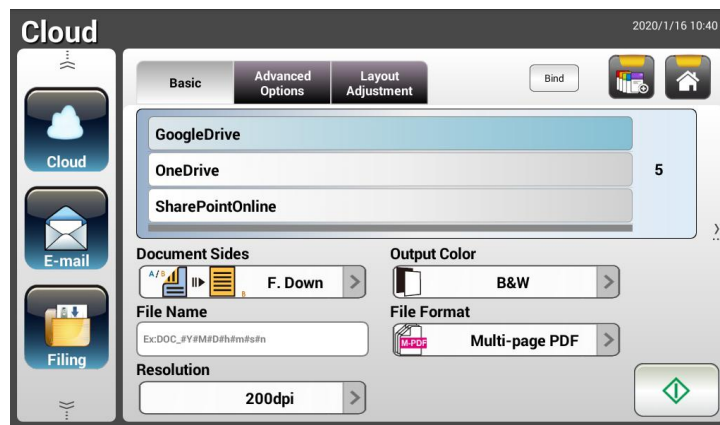 Cloud
2020/1/16 10:40
Basic
Advanced
Options
Layout
Adjustment
Bind
GoogleDrive
OneDrive
SharePointOnline
5
Cloud
E-mail
Filing
Document Sides
A/B
B
F. Down
Output Color
B&W
File Name
Ex:DOC_#Y#M#D#h#m#s#n
File Format
M-PDF
Multi-page PDF
Resolution
200dpi